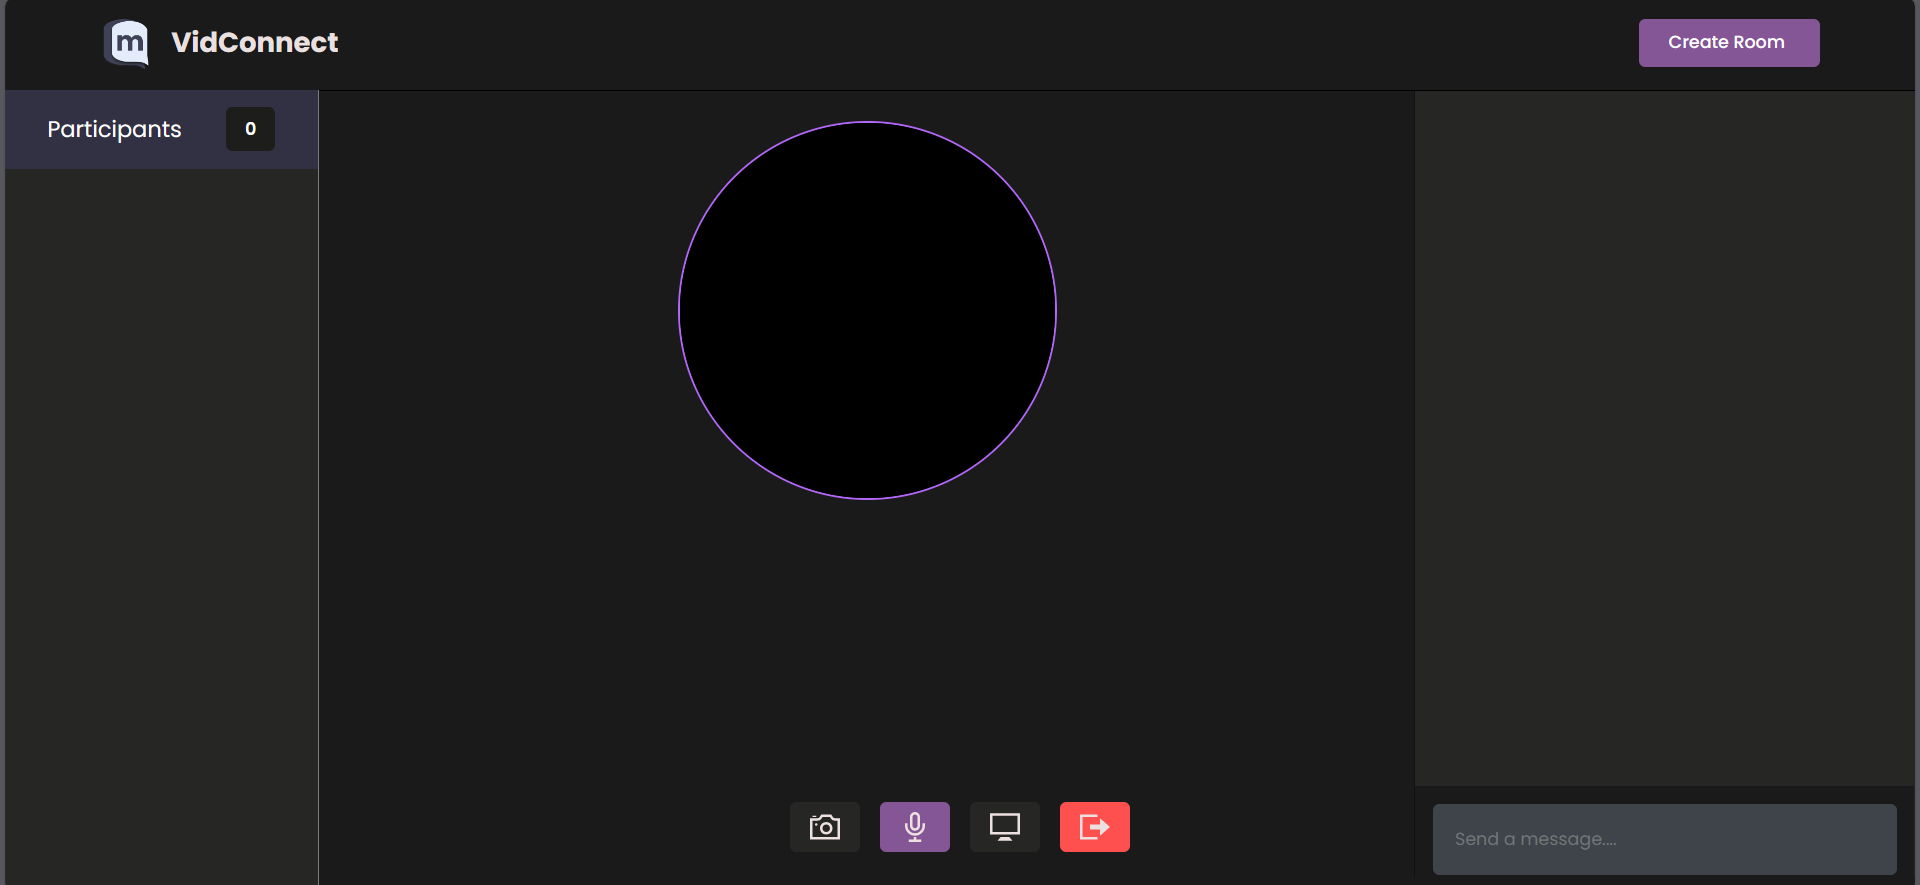 m
VidConnect
Create Room
Participants
0
Send a message....